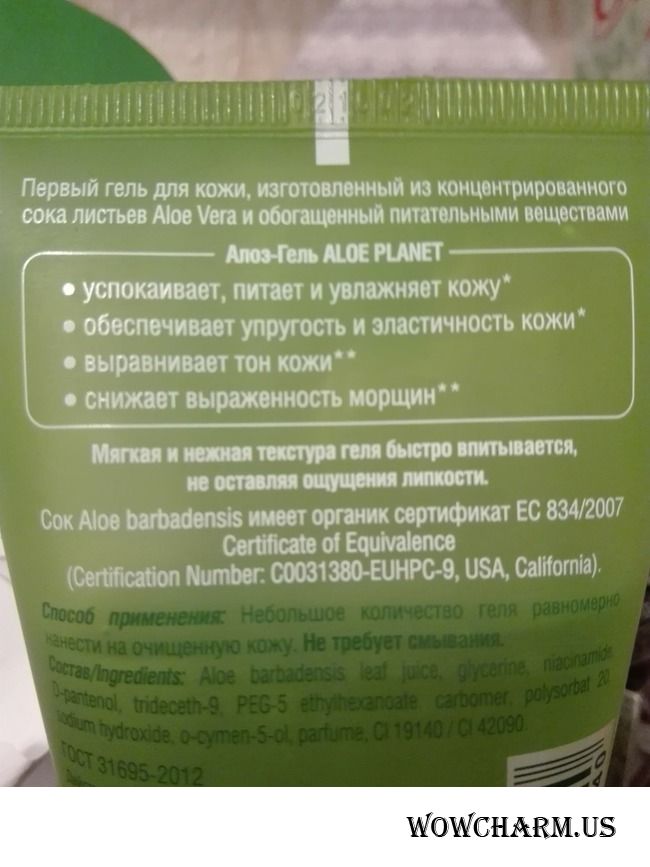 Первый гель для кожи, изготовленный из концентрированного
сока листьев Aloe Vera и обогащенный питательными веществами
Алоэ-Гель ALOE PLANET
• успокаивает, питает и увлажняет кожу*
• обеспечивает упругость и эластичность кожи*
• выравнивает тон кожи**
• снижает выраженность морщин**
Мягкая и нежная текстура геля быстро впитывается,
не оставляя ощущения липкости.
Сок Aloe barbadensis имеет органик сертификат ЕС 834/2007
Certificate of Equivalence
(Certification Number: C0031380-EUHPC-9, USA, California).
Способ применения: Небольшое количество геля равномерно
нанести на очищенную кожу. Не требует смывания.
Состав/Ingredients: Aloe barbadensis leaf juice, glycerine, niacinamide,
D-pantenol, trideceth-9, PEG-5 ethylhexanoate, carbomer, polysorbat 20,
sodium hydroxide, o-cymen-5-ol, parfume, CI 19140 / CI 42090.
ГОСТ 31695-2012
WOWCHARM.US